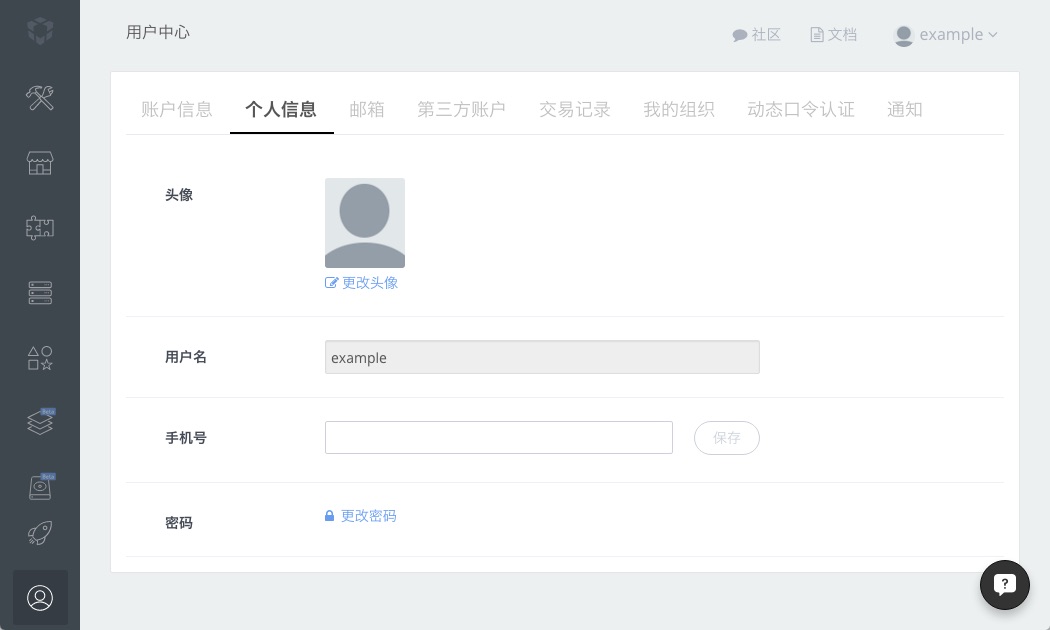 用户中心
社区 文档 example
账户信息 个人信息 邮箱 第三方账户 交易记录 我的组织 动态口令认证 通知
头像
更改头像
用户名 example
手机号 保存
密码 更改密码
Beta
Beta
?